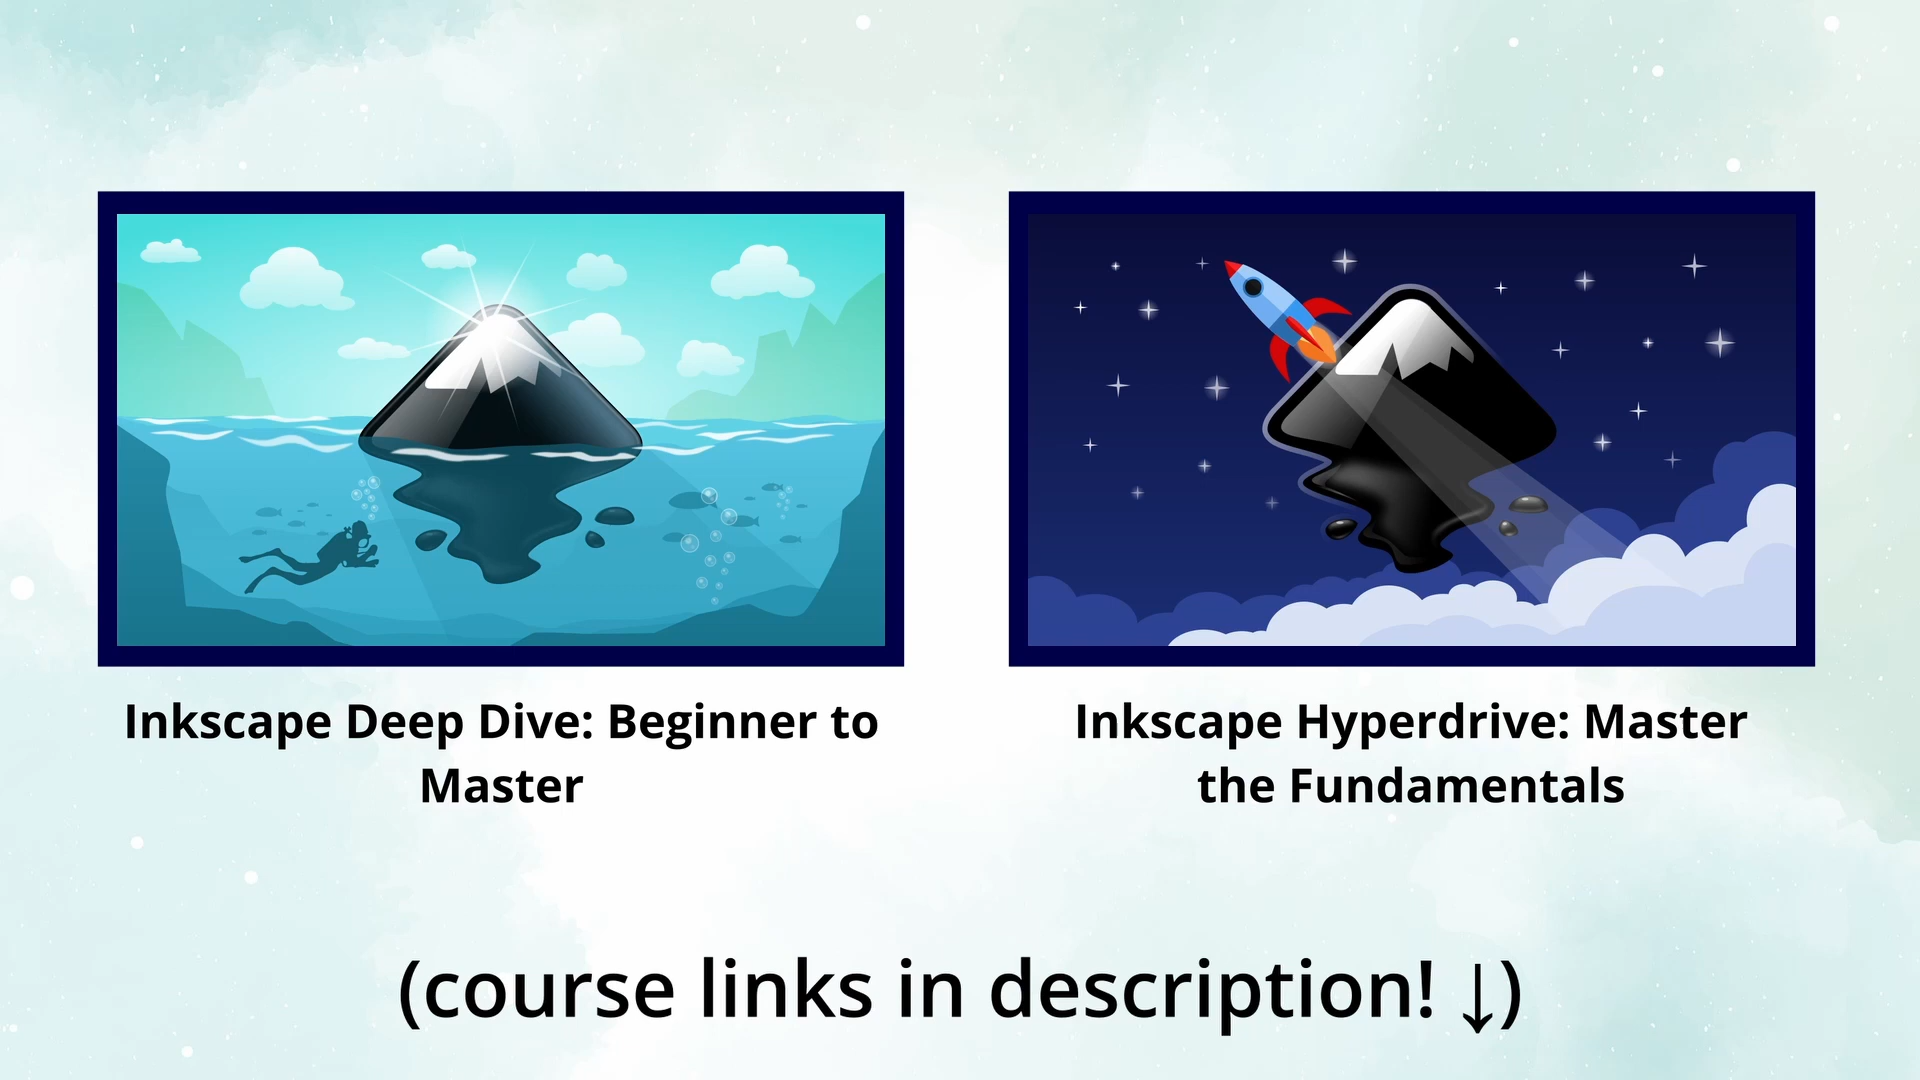 Inkscape Deep Dive: Beginner to
Master
Inkscape Hyperdrive: Master
the Fundamentals
(course links in description! ↓)